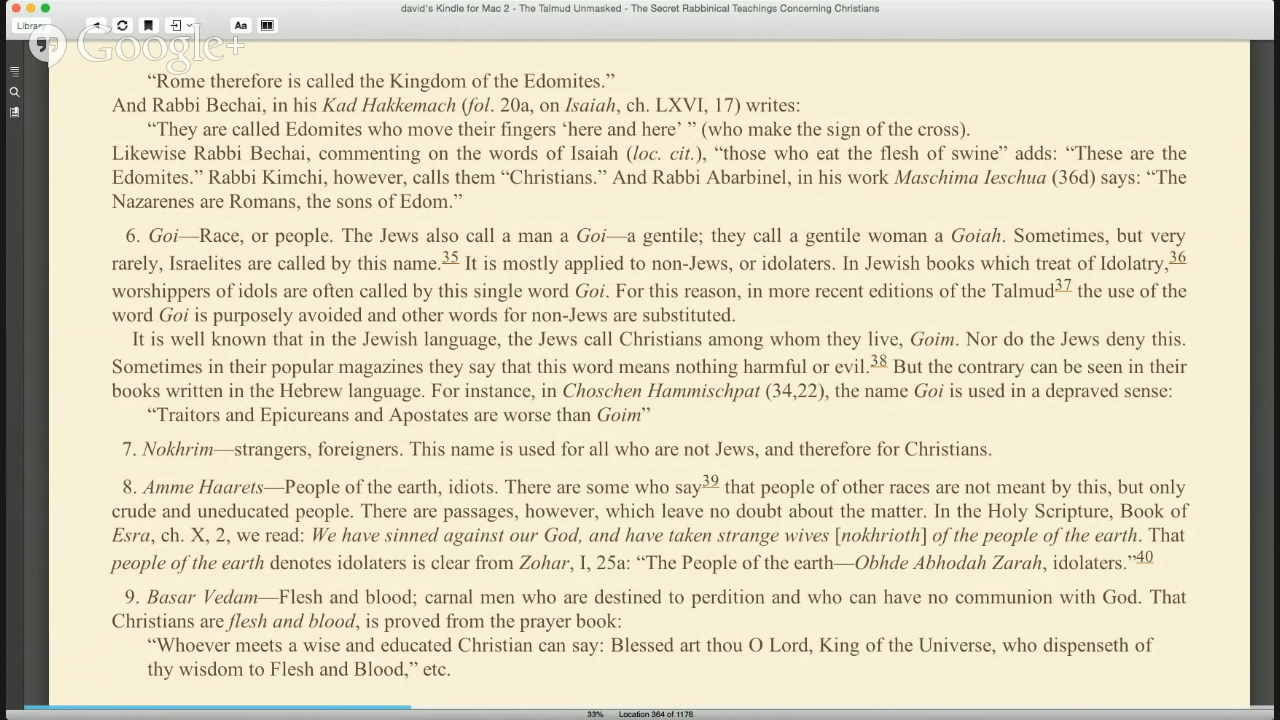 david's Kindle for Mac 2 - The Talmud Unmasked - The Secret Rabbinical Teachings Concerning Christians
Library
Aa
Google+
“Rome therefore is called the Kingdom of the Edomites.”
And Rabbi Bechai, in his Kad Hakkemach (fol. 20a, on Isaiah, ch. LXVI, 17) writes:
“They are called Edomites who move their fingers ‘here and here’ ” (who make the sign of the cross).
Likewise Rabbi Bechai, commenting on the words of Isaiah (loc. cit.), “those who eat the flesh of swine” adds: “These are the
Edomites.” Rabbi Kimchi, however, calls them “Christians.” And Rabbi Abarbinel, in his work Maschima Ieschua (36d) says: “The
Nazarenes are Romans, the sons of Edom.”
6. Goi—Race, or people. The Jews also call a man a Goi—a gentile; they call a gentile woman a Goiah. Sometimes, but very
rarely, Israelites are called by this name.35 It is mostly applied to non-Jews, or idolaters. In Jewish books which treat of Idolatry,36
worshippers of idols are often called by this single word Goi. For this reason, in more recent editions of the Talmud37 the use of the
word Goi is purposely avoided and other words for non-Jews are substituted.
It is well known that in the Jewish language, the Jews call Christians among whom they live, Goim. Nor do the Jews deny this.
Sometimes in their popular magazines they say that this word means nothing harmful or evil.38 But the contrary can be seen in their
books written in the Hebrew language. For instance, in Choschen Hammischpat (34,22), the name Goi is used in a depraved sense:
“Traitors and Epicureans and Apostates are worse than Goim”
7. Nokhrim—strangers, foreigners. This name is used for all who are not Jews, and therefore for Christians.
8. Amme Haarets—People of the earth, idiots. There are some who say39 that people of other races are not meant by this, but only
crude and uneducated people. There are passages, however, which leave no doubt about the matter. In the Holy Scripture, Book of
Esra, ch. X, 2, we read: We have sinned against our God, and have taken strange wives [nokhrioth] of the people of the earth. That
people of the earth denotes idolaters is clear from Zohar, I, 25a: “The People of the earth—Obhde Abhodah Zarah, idolaters.”40
9. Basar Vedam—Flesh and blood; carnal men who are destined to perdition and who can have no communion with God. That
Christians are flesh and blood, is proved from the prayer book:
“Whoever meets a wise and educated Christian can say: Blessed art thou O Lord, King of the Universe, who dispenseth of
thy wisdom to Flesh and Blood,” etc.
33% Location 364 of 1176